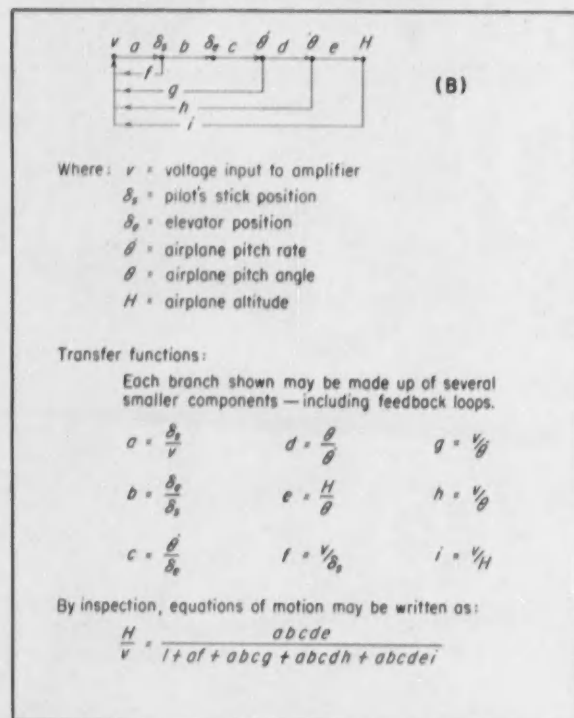 v a δs b δe c θ̇ d θ e H
f
g
h
i
(B)
Where: v = voltage input to amplifier
δs = pilot's stick position
δe = elevator position
θ̇ = airplane pitch rate
θ = airplane pitch angle
H = airplane altitude
Transfer functions:
Each branch shown may be made up of several
smaller components — including feedback loops.
a = δs/v d = θ/θ̇ g = v/θ̇
b = δe/δs e = H/θ h = v/θ
c = θ̇/δe f = v/δs i = v/H
By inspection, equations of motion may be written as:
H/v = abcde/(1 + af + abcg + abcdh + abcdei)